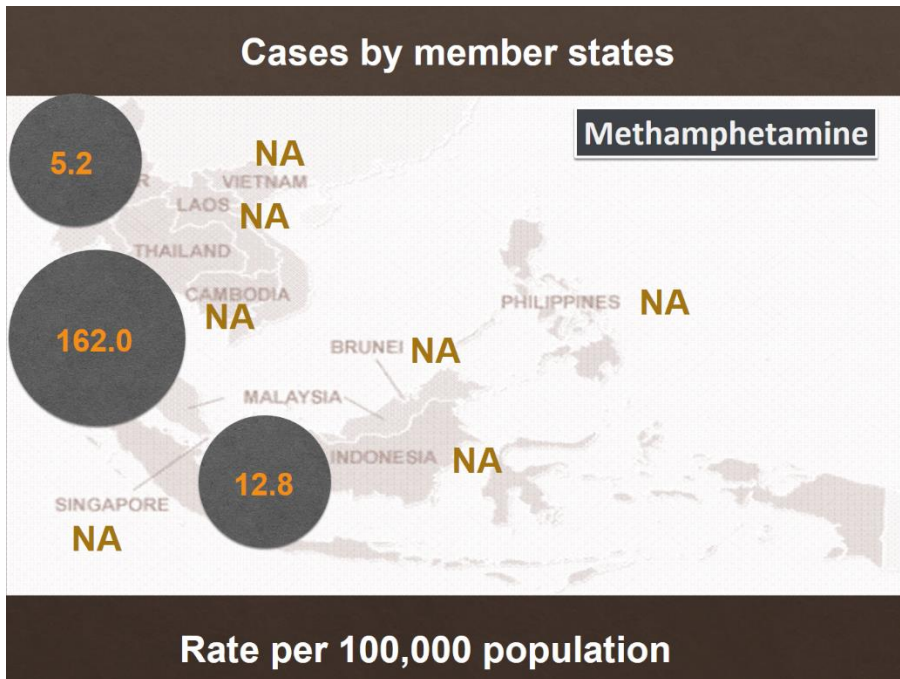 Cases by member states
Methamphetamine
5.2
NA
R
VIETNAM
LAOS
NA
THAILAND
CAMBODIA
NA
PHILIPPINES
NA
162.0
BRUNEI
NA
MALAYSIA
INDONESIA
NA
12.8
SINGAPORE
NA
Rate per 100,000 population